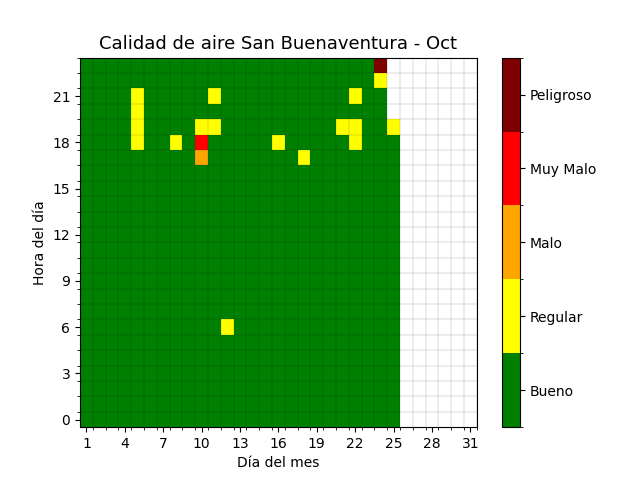 Calidad de aire San Buenaventura - Oct
Hora del día
21
18
15
12
9
6
3
0
1 4 7 10 13 16 19 22 25 28 31
Día del mes
Peligroso
Muy Malo
Malo
Regular
Bueno